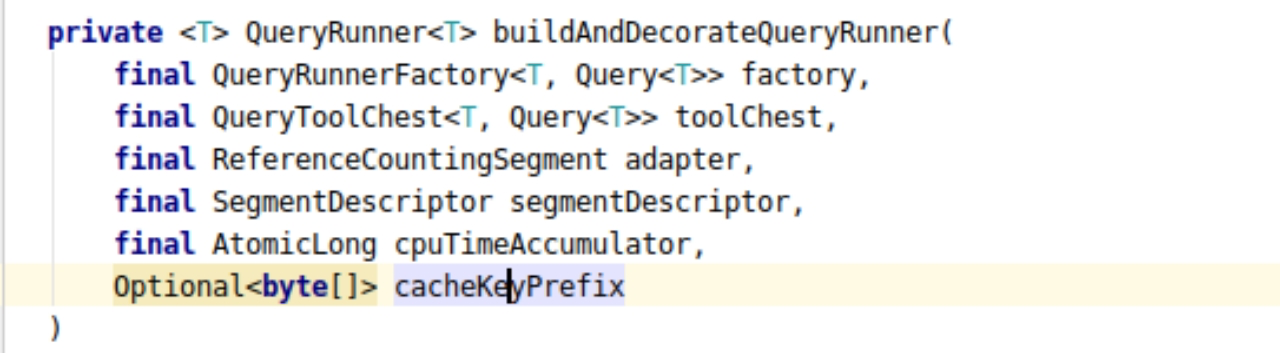 private <T> QueryRunner<T> buildAndDecorateQueryRunner(
    final QueryRunnerFactory<T, Query<T>> factory,
    final QueryToolChest<T, Query<T>> toolChest,
    final ReferenceCountingSegment adapter,
    final SegmentDescriptor segmentDescriptor,
    final AtomicLong cpuTimeAccumulator,
    Optional<byte[]> cacheKeyPrefix
)